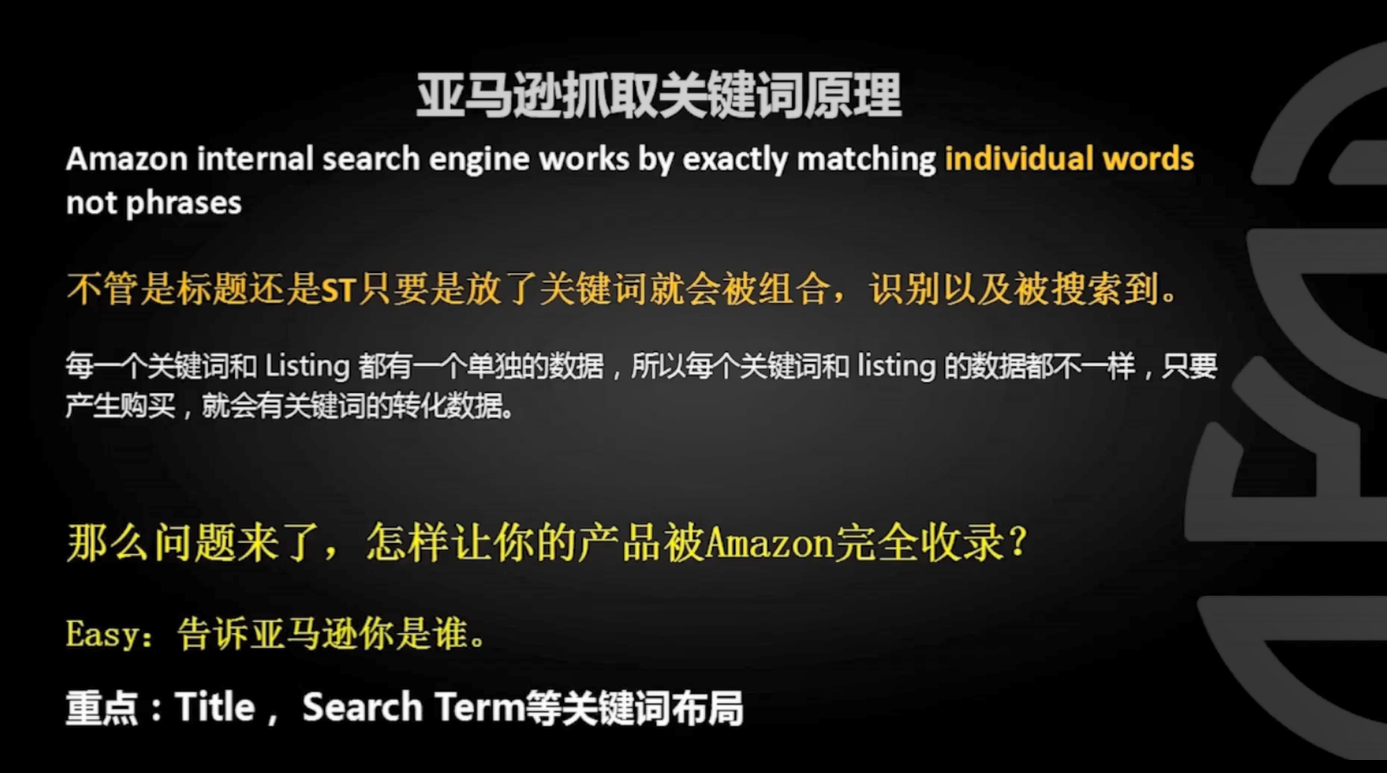 亚马逊抓取关键词原理
Amazon internal search engine works by exactly matching individual words
not phrases
不管是标题还是ST只要是放了关键词就会被组合，识别以及被搜索到。
每一个关键词和 Listing 都有一个单独的数据，所以每个关键词和 listing 的数据都不一样，只要
产生购买，就会有关键词的转化数据。
那么问题来了，怎样让你的产品被Amazon完全收录？
Easy：告诉亚马逊你是谁。
重点：Title， Search Term等关键词布局